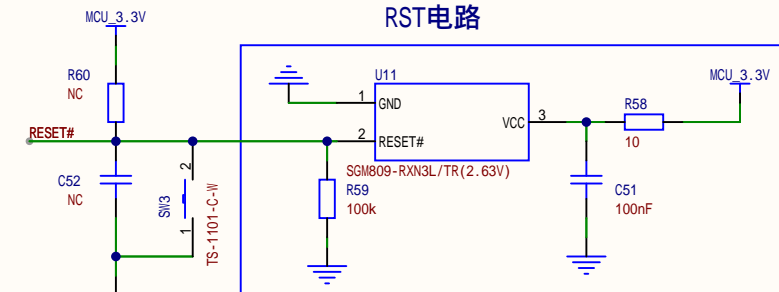 RST电路
MCU_3.3V
R60
NC
U11
MCU_3.3V
1
GND
VCC
3
R58
10
RESET#
2
RESET#
SGM809-RXN3L/TR(2.63V)
C52
NC
2
SW3
1
TS-1101-C-W
R59
100k
C51
100nF